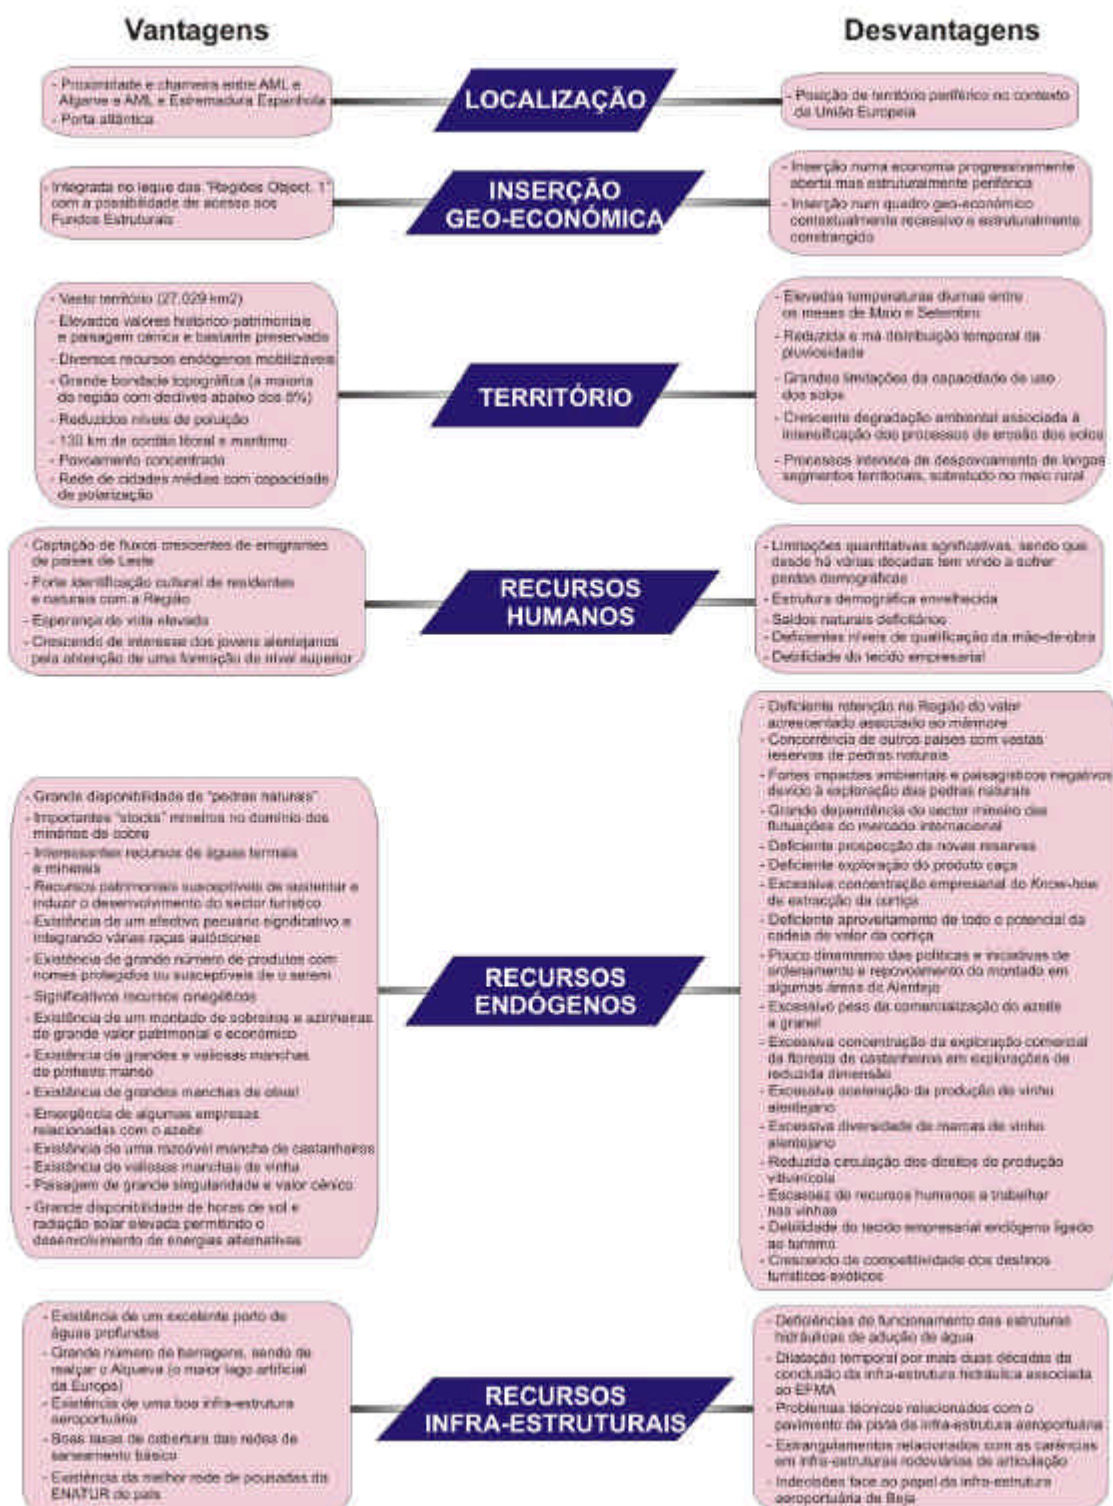 Vantagens
Desvantagens
- Proximidade e charneira entre AML e
Algarve e AML e Estremadura Espanhola
- Porta atlântica
LOCALIZAÇÃO
- Posição de território periférico no contexto
da União Europeia
- Integrada no leque das "Regiões Object. 1"
com a possibilidade de acesso aos
Fundos Estruturais
INSERÇÃO
GEO-ECONÓMICA
- Inserção numa economia progressivamente
aberta mas estruturalmente periférica
- Inserção num quadro geo-económico
contextualmente recessivo e estruturalmente
constrangido
- Vasto território (27.029 km2)
- Elevados valores histórico-patrimoniais
e paisagem cénica e bastante preservada
- Diversos recursos endógenos mobilizáveis
- Grande bondade topográfica (a maioria
da região com declives abaixo dos 8%)
- Reduzidos níveis de poluição
- 130 km de cordão litoral e marítimo
- Povoamento concentrado
- Rede de cidades médias com capacidade
de polarização
TERRITÓRIO
- Elevadas temperaturas diurnas entre
os meses de Maio e Setembro
- Reduzida e má distribuição temporal da
pluviosidade
- Grandes limitações da capacidade de uso
dos solos
- Crescente degradação ambiental associada à
intensificação dos processos de erosão dos solos
- Processos intensos de despovoamento de longos
segmentos territoriais, sobretudo no meio rural
- Captação de fluxos crescentes de emigrantes
de países de Leste
- Forte identificação cultural de residentes
e naturais com a Região
- Esperança de vida elevada
- Crescendo de interesse dos jovens alentejanos
pela obtenção de uma formação de nível superior
RECURSOS
HUMANOS
- Limitações quantitativas significativas, sendo que
desde há várias décadas tem vindo a sofrer
perdas demográficas
- Estrutura demográfica envelhecida
- Saldos naturais deficitários
- Deficientes níveis de qualificação da mão-de-obra
- Debilidade do tecido empresarial
- Grande disponibilidade de "pedras naturais"
- Importantes "stocks" mineiros no domínio dos
minérios de cobre
- Interessantes recursos de águas termais
e minerais
- Recursos patrimoniais susceptíveis de sustentar e
induzir o desenvolvimento do sector turístico
- Existência de um efectivo pecuário significativo e
integrando várias raças autóctones
- Existência de grande número de produtos com
nomes protegidos ou susceptíveis de o serem
- Significativos recursos cinegéticos
- Existência de um montado de sobreiros e azinheiras
de grande valor patrimonial e económico
- Existência de grandes e valiosas manchas
de pinheiro manso
- Existência de grandes manchas de olival
- Emergência de algumas empresas
relacionadas com o azeite
- Existência de uma razoável mancha de castanheiros
- Existência de valiosas manchas de vinha
- Paisagem de grande singularidade e valor cénico
- Grande disponibilidade de horas de sol e
radiação solar elevada permitindo o
desenvolvimento de energias alternativas
RECURSOS
ENDÓGENOS
- Deficiente retenção na Região do valor
acrescentado associado ao mármore
- Concorrência de outros países com vastas
reservas de pedras naturais
- Fortes impactes ambientais e paisagísticos negativos
devido à exploração das pedras naturais
- Grande dependência do sector mineiro das
flutuações do mercado internacional
- Deficiente prospecção de novas reservas
- Deficiente exploração do produto caça
- Excessiva concentração empresarial do Know-how
de extracção da cortiça
- Deficiente aproveitamento de todo o potencial da
cadeia de valor da cortiça
- Pouco dinamismo das políticas e iniciativas de
ordenamento e repovoamento do montado em
algumas áreas do Alentejo
- Excessivo peso da comercialização do azeite
a granel
- Excessiva concentração da exploração comercial
da floresta de castanheiros em explorações de
reduzida dimensão
- Excessiva aceleração da produção de vinho
alentejano
- Excessiva diversidade de marcas de vinho
alentejano
- Reduzida circulação dos direitos de produção
vitivinícola
- Escassez de recursos humanos a trabalhar
nas vinhas
- Debilidade do tecido empresarial endógeno ligado
ao turismo
- Crescendo de competitividade dos destinos
turísticos exóticos
- Existência de um excelente porto de
águas profundas
- Grande número de barragens, sendo de
realçar o Alqueva (o maior lago artificial
da Europa)
- Existência de uma boa infra-estrutura
aeroportuária
- Boas taxas de cobertura das redes de
saneamento básico
- Existência da melhor rede de pousadas da
ENATUR do país
RECURSOS
INFRA-ESTRUTURAIS
- Deficiências de funcionamento das estruturas
hidráulicas de adução de água
- Dilatação temporal por mais duas décadas da
conclusão da infra-estrutura hidráulica associada
ao EFMA
- Problemas técnicos relacionados com o
pavimento da pista da infra-estrutura aeroportuária
- Estrangulamentos relacionados com as carências
em infra-estruturas rodoviárias de articulação
- Indecisões face ao papel da infra-estrutura
aeroportuária de Beja